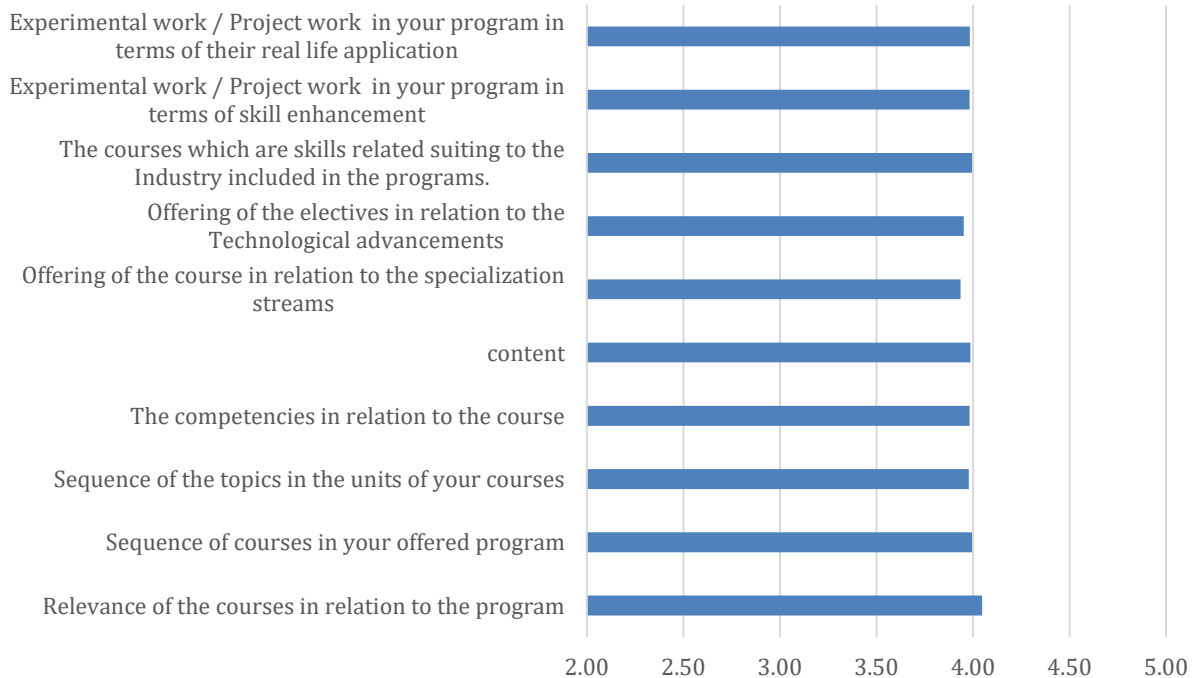 Experimental work / Project work in your program in
terms of their real life application
Experimental work / Project work in your program in
terms of skill enhancement
The courses which are skills related suiting to the
Industry included in the programs.
Offering of the electives in relation to the
Technological advancements
Offering of the course in relation to the specialization
streams
content
The competencies in relation to the course
Sequence of the topics in the units of your courses
Sequence of courses in your offered program
Relevance of the courses in relation to the program
2.00 2.50 3.00 3.50 4.00 4.50 5.00